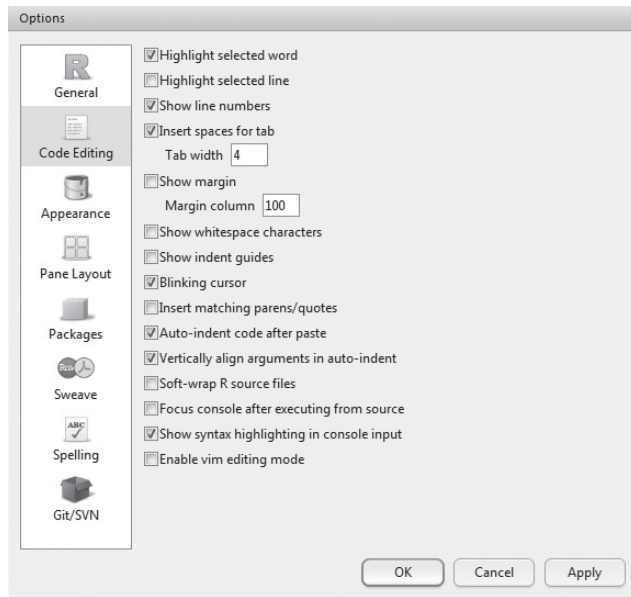 Options
General
Code Editing
Appearance
Pane Layout
Packages
Rnw
Sweave
ABC
Spelling
Git/SVN
Highlight selected word
Highlight selected line
Show line numbers
Insert spaces for tab
Tab width 4
Show margin
Margin column 100
Show whitespace characters
Show indent guides
Blinking cursor
Insert matching parens/quotes
Auto-indent code after paste
Vertically align arguments in auto-indent
Soft-wrap R source files
Focus console after executing from source
Show syntax highlighting in console input
Enable vim editing mode
OK Cancel Apply